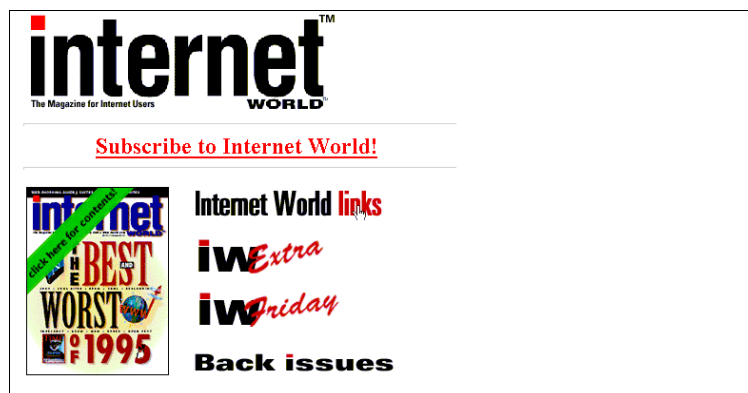 internet™
The Magazine for Internet Users
WORLD™
Subscribe to Internet World!
click here for contents!
internet
WORLD
THE BEST
AND
WORST
OF 1995
Internet World links
iw Extra
iw Friday
Back issues